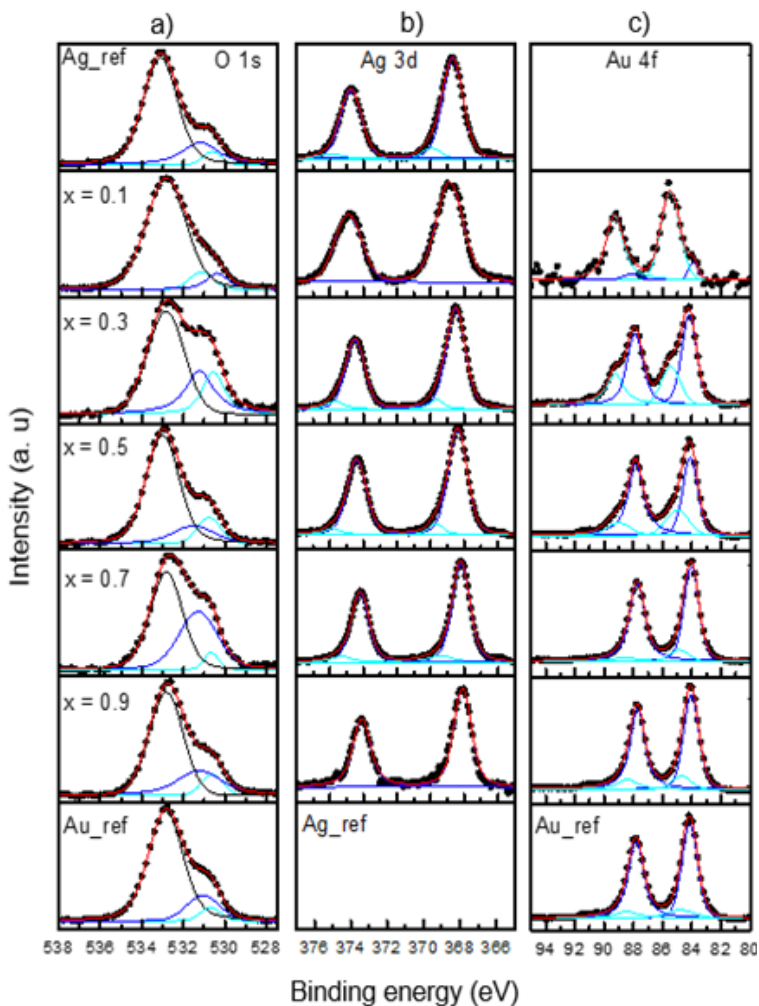 a) b) c)
Ag_ref O 1s Ag 3d Au 4f
x = 0.1
x = 0.3
x = 0.5
x = 0.7
x = 0.9
Au_ref Ag_ref Au_ref
Intensity (a. u)
538 536 534 532 530 528 376 374 372 370 368 366 94 92 90 88 86 84 82 80
Binding energy (eV)